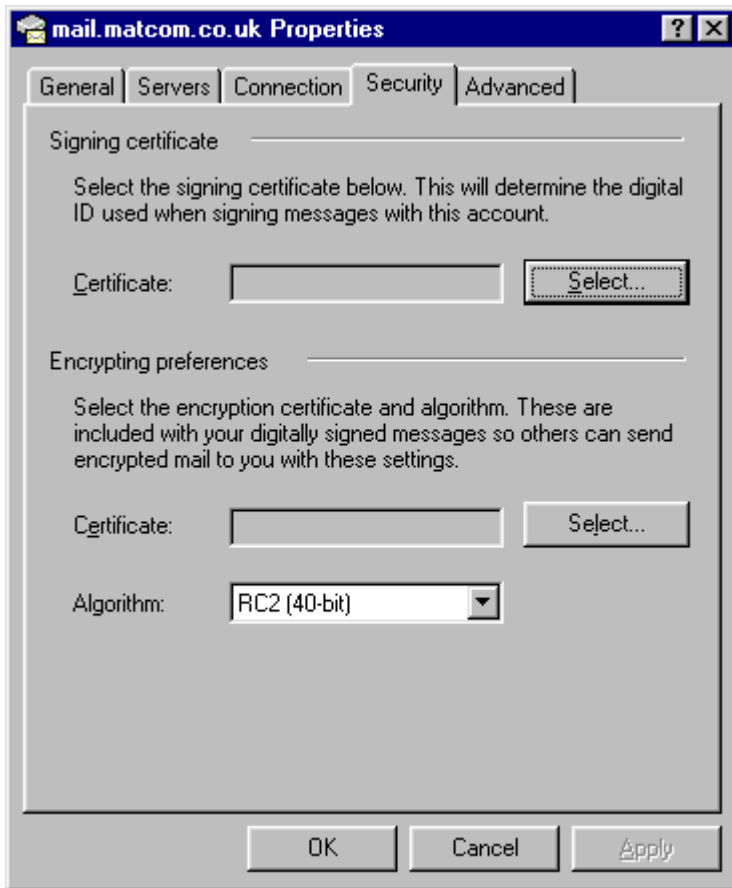 mail.matcom.co.uk Properties
General Servers Connection Security Advanced
Signing certificate
Select the signing certificate below. This will determine the digital
ID used when signing messages with this account.
Certificate: Select...
Encrypting preferences
Select the encryption certificate and algorithm. These are
included with your digitally signed messages so others can send
encrypted mail to you with these settings.
Certificate: Select...
Algorithm: RC2 (40-bit)
OK Cancel Apply